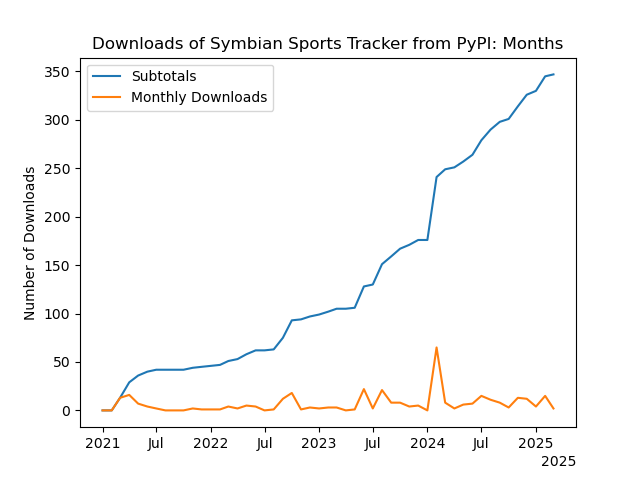 Downloads of Symbian Sports Tracker from PyPI: Months
Subtotals
Monthly Downloads
Number of Downloads
350
300
250
200
150
100
50
0
2021 Jul 2022 Jul 2023 Jul 2024 Jul 2025
2025